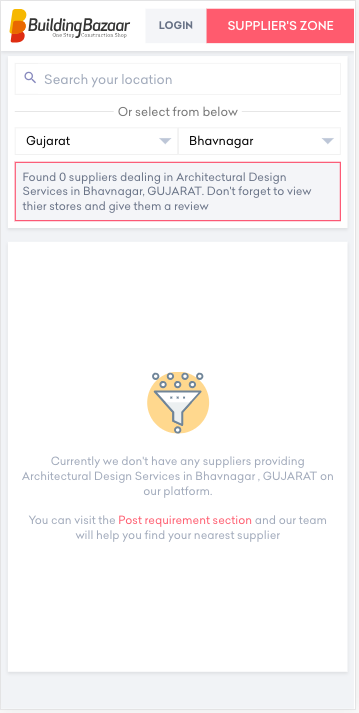 BuildingBazaar
One Stop Construction Shop
LOGIN
SUPPLIER'S ZONE
Search your location
Or select from below
Gujarat
Bhavnagar
Found 0 suppliers dealing in Architectural Design
Services in Bhavnagar, GUJARAT. Don't forget to view
thier stores and give them a review
Currently we don't have any suppliers providing
Architectural Design Services in Bhavnagar , GUJARAT on
our platform.
You can visit the Post requirement section and our team
will help you find your nearest supplier